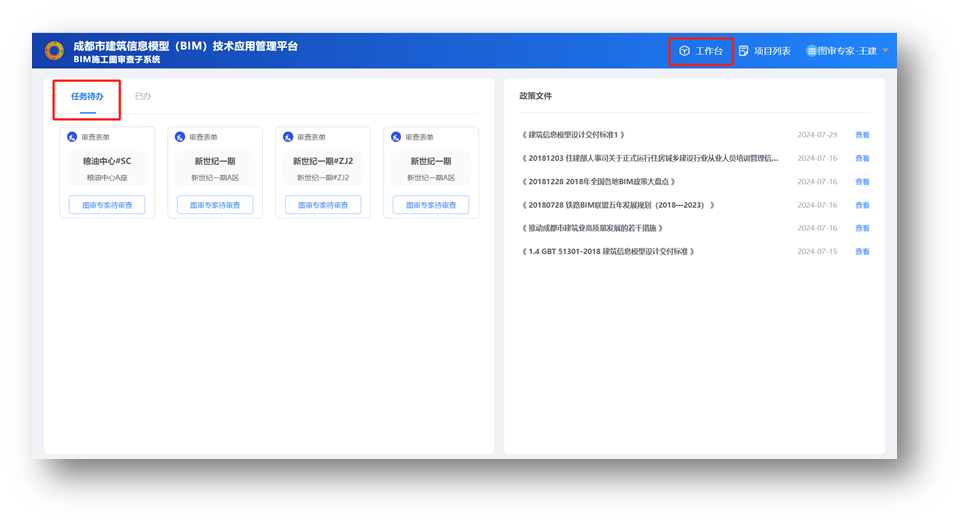 成都市建筑信息模型（BIM）技术应用管理平台
BIM施工图审查子系统
工作台
项目列表
图审专家-王建
任务待办
已办
审查表单
粮油中心#SC
粮油中心A座
图审专家待审查
审查表单
新世纪一期
新世纪一期A区
图审专家待审查
审查表单
新世纪一期#ZJ2
新世纪一期#ZJ2
图审专家待审查
审查表单
新世纪一期
新世纪一期A区
图审专家待审查
政策文件
《 建筑信息模型设计交付标准1 》 2024-07-29 查看
《 20181203 住建部人事司关于正式运行住房城乡建设行业从业人员培训管理信... 2024-07-16 查看
《 20181228 2018年全国各地BIM政策大盘点 》 2024-07-16 查看
《 20180728 铁路BIM联盟五年发展规划（2018—2023） 》 2024-07-16 查看
《 推动成都市建筑业高质量发展的若干措施 》 2024-07-16 查看
《 1.4 GBT 51301-2018 建筑信息模型设计交付标准 》 2024-07-15 查看